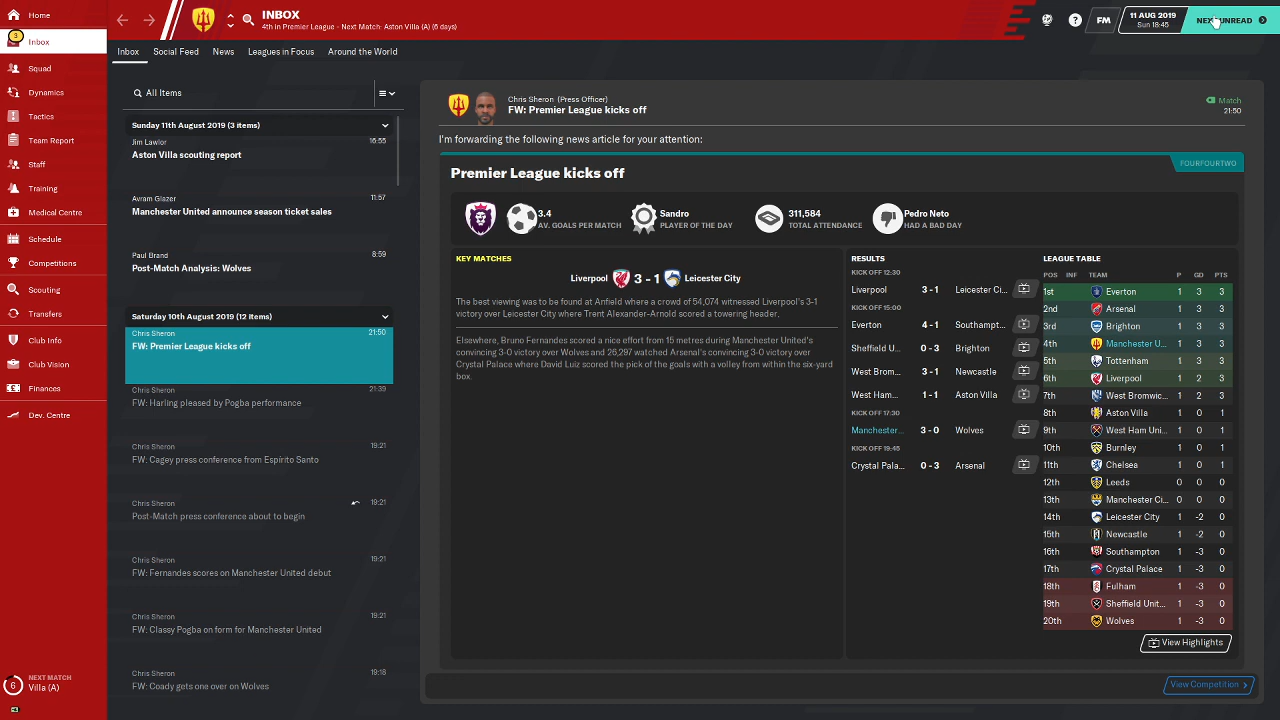 Home
Inbox
3
Squad
Dynamics
Tactics
Team Report
Staff
Training
Medical Centre
Schedule
Competitions
Scouting
Transfers
Club Info
Club Vision
Finances
Dev. Centre
6
NEXT MATCH
Villa (A)
INBOX
4th in Premier League - Next Match: Aston Villa (A) (6 days)
?
FM
11 AUG 2019
Sun 18:45
Inbox
Social Feed
News
Leagues in Focus
Around the World
All Items
Sunday 11th August 2019 (3 items)
Jim Lawlor 16:55
Aston Villa scouting report
Avram Glazer 11:57
Manchester United announce season ticket sales
Paul Brand 8:59
Post-Match Analysis: Wolves
Saturday 10th August 2019 (12 items)
Chris Sheron 21:50
FW: Premier League kicks off
Chris Sheron 21:39
FW: Harling pleased by Pogba performance
Chris Sheron 19:21
FW: Cagey press conference from Espírito Santo
Chris Sheron 19:21
Post-Match press conference about to begin
Chris Sheron 19:21
FW: Fernandes scores on Manchester United debut
Chris Sheron 19:21
FW: Classy Pogba on form for Manchester United
Chris Sheron 19:18
FW: Coady gets one over on Wolves
Chris Sheron (Press Officer)
FW: Premier League kicks off
Match
21:50
I'm forwarding the following news article for your attention:
FOURFOURTWO
Premier League kicks off
3.4
AV. GOALS PER MATCH
Sandro
PLAYER OF THE DAY
311,584
TOTAL ATTENDANCE
Pedro Neto
HAD A BAD DAY
KEY MATCHES
Liverpool 3 - 1 Leicester City
The best viewing was to be found at Anfield where a crowd of 54,074 witnessed Liverpool's 3-1
victory over Leicester City where Trent Alexander-Arnold scored a towering header.
Elsewhere, Bruno Fernandes scored a nice effort from 15 metres during Manchester United's
convincing 3-0 victory over Wolves and 26,297 watched Arsenal's convincing 3-0 victory over
Crystal Palace where David Luiz scored the pick of the goals with a volley from within the six-yard
box.
RESULTS
KICK OFF 12:30
Liverpool 3 - 1 Leicester Ci...
KICK OFF 15:00
Everton 4 - 1 Southampt...
Sheffield U... 0 - 3 Brighton
West Brom... 3 - 1 Newcastle
West Ham... 1 - 1 Aston Villa
KICK OFF 17:30
Manchester... 3 - 0 Wolves
KICK OFF 19:45
Crystal Pala... 0 - 3 Arsenal
LEAGUE TABLE
POS INF TEAM P GD PTS
1st Everton 1 3 3
2nd Arsenal 1 3 3
3rd Brighton 1 3 3
4th Manchester U... 1 3 3
5th Tottenham 1 3 3
6th Liverpool 1 2 3
7th West Bromwic... 1 2 3
8th Aston Villa 1 0 1
9th West Ham Uni... 1 0 1
10th Burnley 1 0 1
11th Chelsea 1 0 1
12th Leeds 0 0 0
13th Manchester Ci... 0 0 0
14th Leicester City 1 -2 0
15th Newcastle 1 -2 0
16th Southampton 1 -3 0
17th Crystal Palace 1 -3 0
18th Fulham 1 -3 0
19th Sheffield Unit... 1 -3 0
20th Wolves 1 -3 0
View Highlights
View Competition